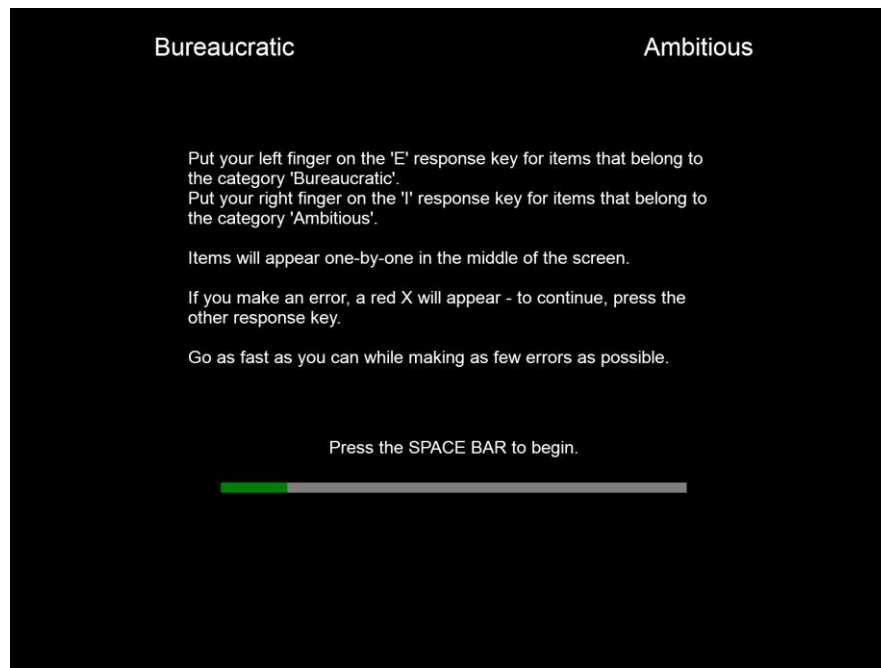 Bureaucratic
Ambitious
Put your left finger on the 'E' response key for items that belong to
the category 'Bureaucratic'.
Put your right finger on the 'I' response key for items that belong to
the category 'Ambitious'.
Items will appear one-by-one in the middle of the screen.
If you make an error, a red X will appear - to continue, press the
other response key.
Go as fast as you can while making as few errors as possible.
Press the SPACE BAR to begin.